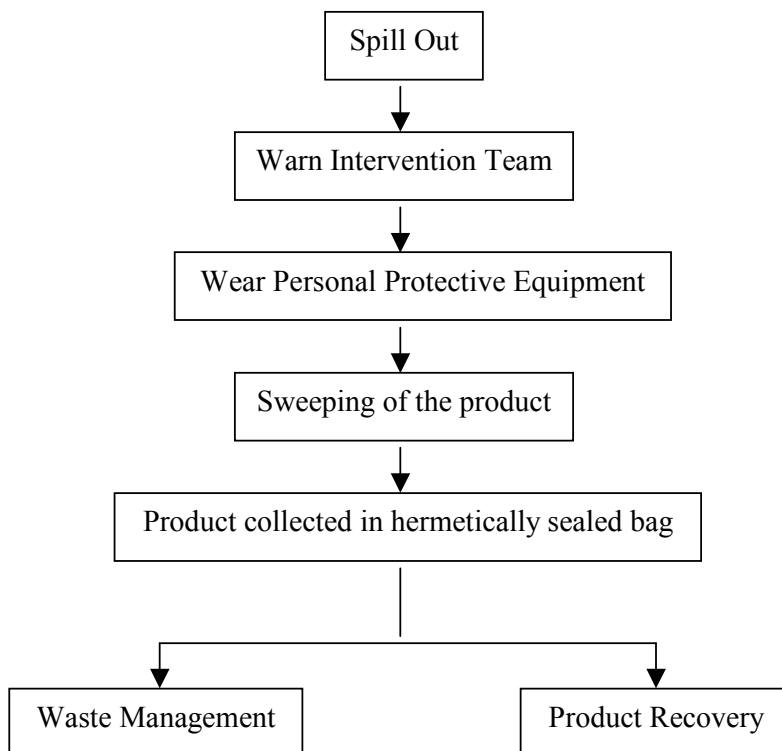 Spill Out
Warn Intervention Team
Wear Personal Protective Equipment
Sweeping of the product
Product collected in hermetically sealed bag
Waste Management
Product Recovery